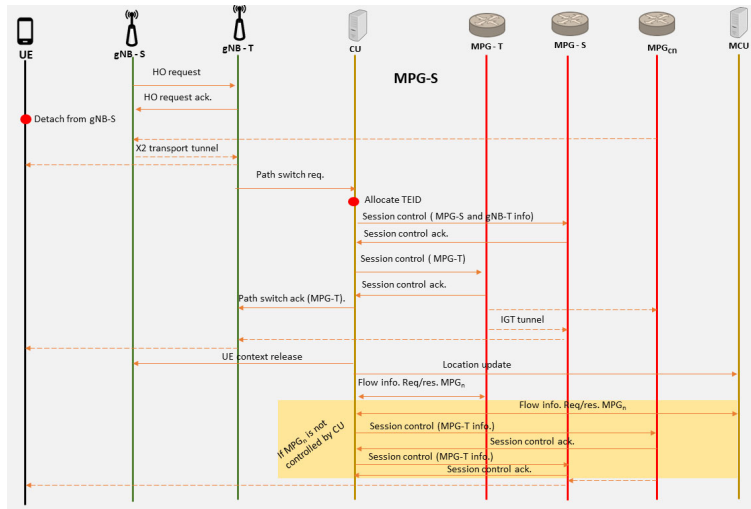 UE
gNB - S
gNB - T
CU
MPG - T
MPG - S
MPGcn
MCU
MPG-S
HO request
HO request ack.
Detach from gNB-S
X2 transport tunnel
Path switch req.
Allocate TEID
Session control ( MPG-S and gNB-T info)
Session control ack.
Session control ( MPG-T)
Session control ack.
Path switch ack (MPG-T).
IGT tunnel
UE context release
Location update
Flow info. Req/res. MPGn
Flow info. Req/res. MPGn
If MPGn is not
controlled by CU
Session control (MPG-T info.)
Session control ack.
Session control (MPG-T info.)
Session control ack.